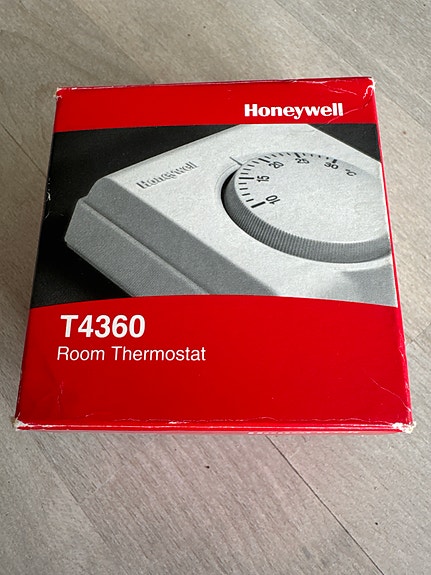 Honeywell
Honeywell
10 15 20 25 30 °C
T4360
Room Thermostat